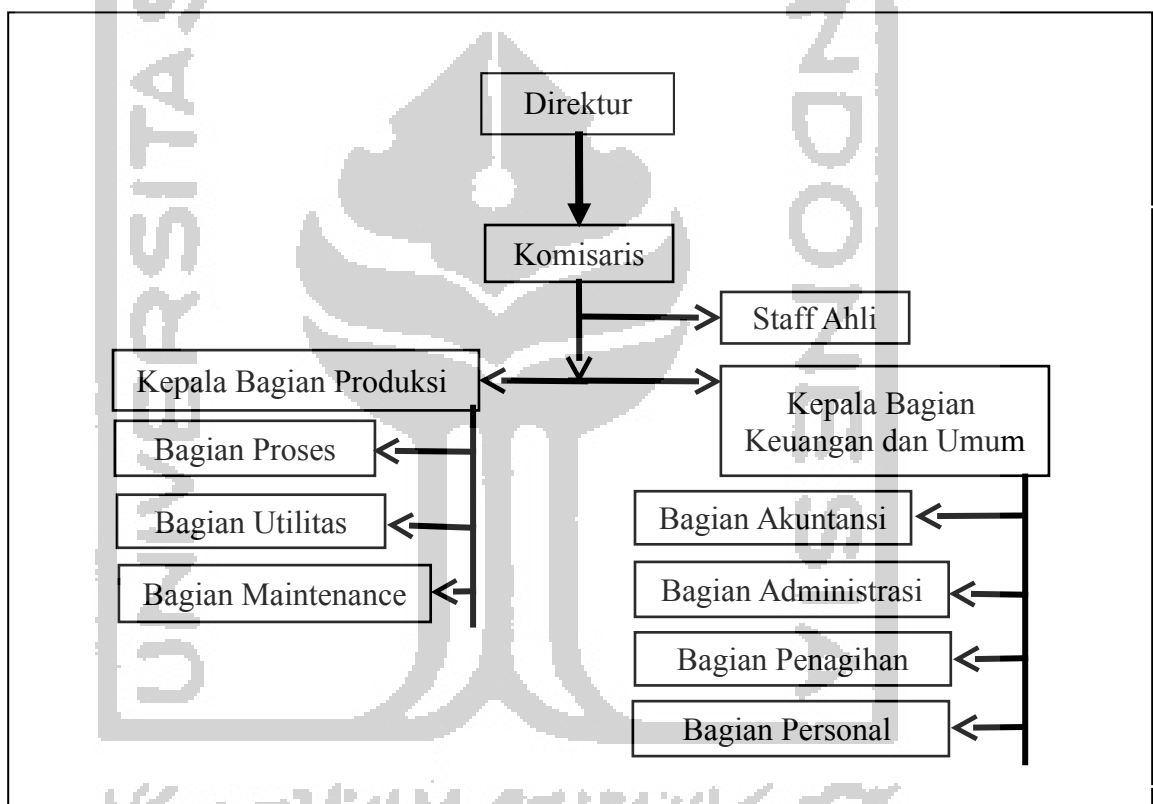 Direktur
Komisaris
Staff Ahli
Kepala Bagian Produksi
Bagian Proses
Bagian Utilitas
Bagian Maintenance
Kepala Bagian
Keuangan dan Umum
Bagian Akuntansi
Bagian Administrasi
Bagian Penagihan
Bagian Personal
UNIVERSITAS